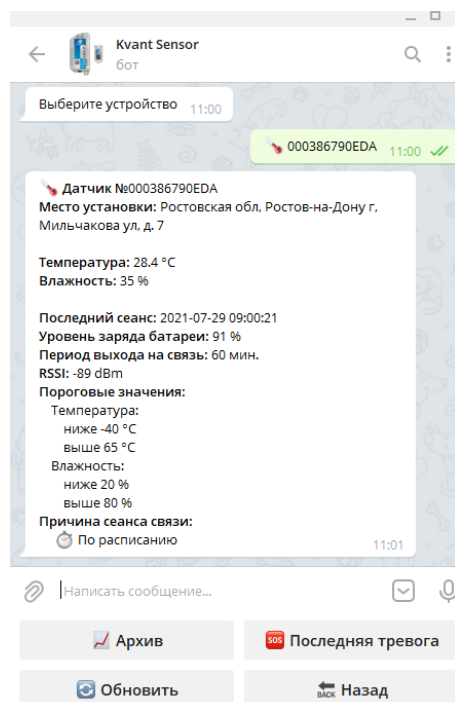 Kvant Sensor
бот
Выберите устройство 11:00
000386790EDA 11:00
Датчик №000386790EDA
Место установки: Ростовская обл, Ростов-на-Дону г,
Мильчакова ул, д. 7
Температура: 28.4 °C
Влажность: 35 %
Последний сеанс: 2021-07-29 09:00:21
Уровень заряда батареи: 91 %
Период выхода на связь: 60 мин.
RSSI: -89 dBm
Пороговые значения:
Температура:
ниже -40 °C
выше 65 °C
Влажность:
ниже 20 %
выше 80 %
Причина сеанса связи:
По расписанию
11:01
Написать сообщение...
Архив
SOS Последняя тревога
Обновить
BACK Назад